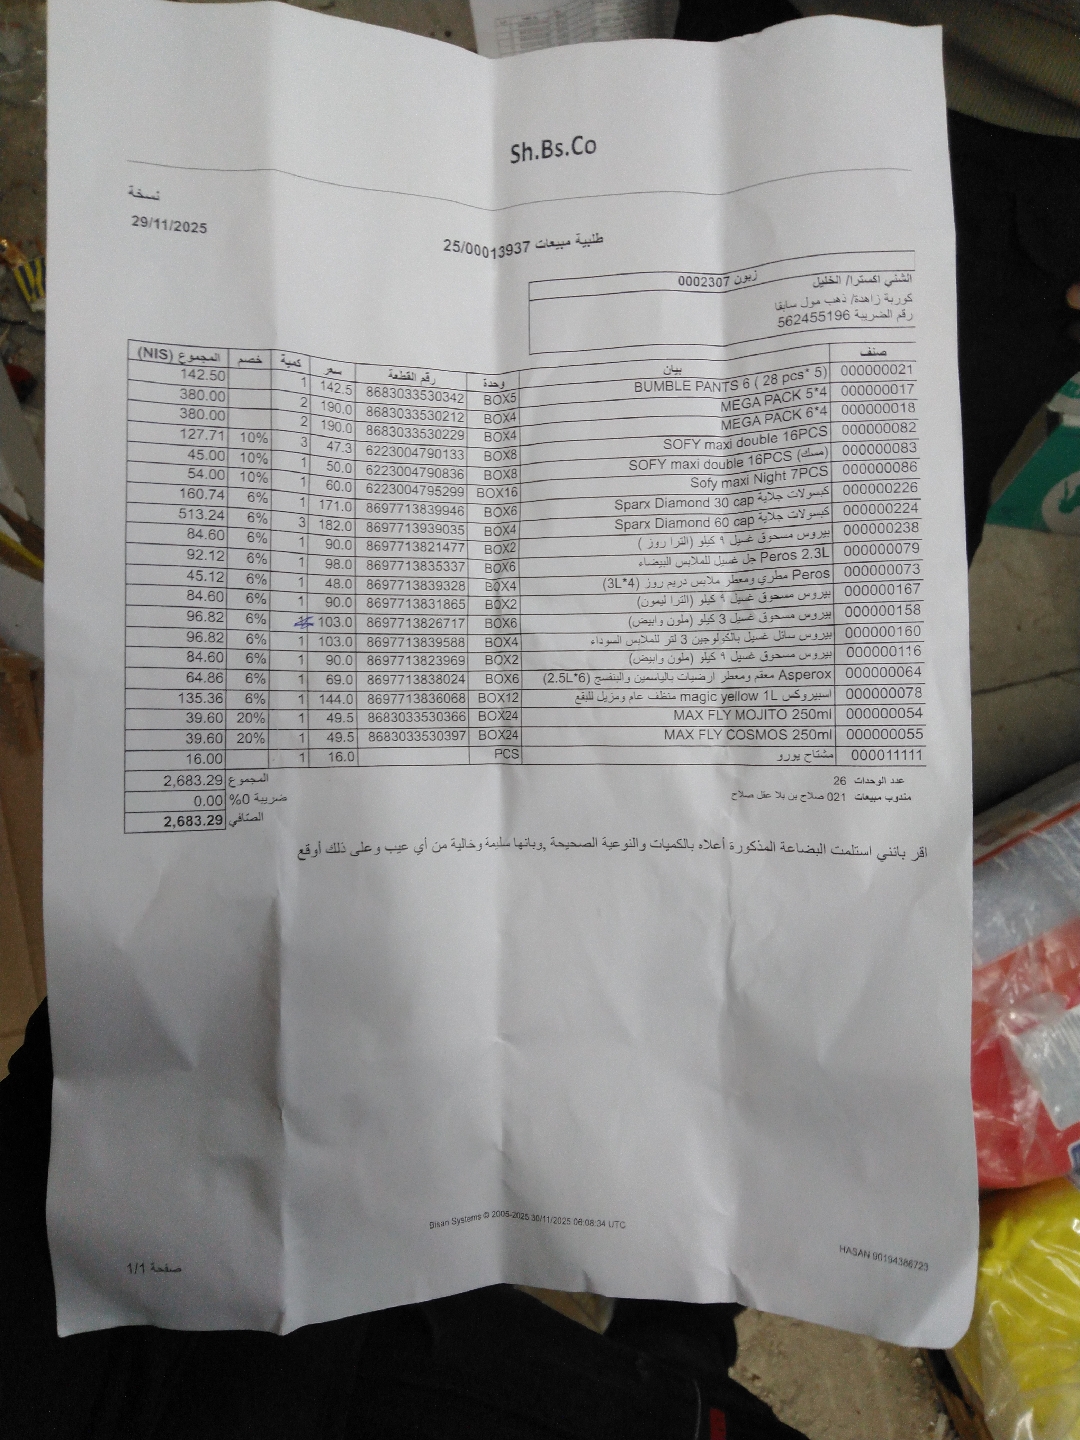 Sh.Bs.Co
نسخة
29/11/2025
طلبية مبيعات 25/00013937
الشني اكسترا/ الخليل زبون 0002307
كوربة زاهدة/ ذهب مول سابقا
رقم الضريبة 562455196
صنف بيان وحدة رقم القطعة سعر كمية خصم المجموع (NIS)
000000021 BUMBLE PANTS 6 ( 28 pcs* 5) BOX5 8683033530342 142.5 1 142.50
000000017 MEGA PACK 5*4 BOX4 8683033530212 190.0 2 380.00
000000018 MEGA PACK 6*4 BOX4 8683033530229 190.0 2 380.00
000000082 SOFY maxi double 16PCS BOX8 6223004790133 47.3 3 10% 127.71
000000083 SOFY maxi double 16PCS (مسك) BOX8 6223004790836 50.0 1 10% 45.00
000000086 Sofy maxi Night 7PCS BOX16 6223004795299 60.0 1 10% 54.00
000000226 كبسولات جلاية Sparx Diamond 30 cap BOX6 8697713839946 171.0 1 6% 160.74
000000224 كبسولات جلاية Sparx Diamond 60 cap BOX4 8697713939035 182.0 3 6% 513.24
000000238 بيروس مسحوق غسيل ٩ كيلو (الترا روز ) BOX2 8697713821477 90.0 1 6% 84.60
000000079 Peros 2.3L جل غسيل للملابس البيضاء BOX6 8697713835337 98.0 1 6% 92.12
000000073 Peros مطري ومعطر ملابس دريم روز (3L*4) BOX4 8697713839328 48.0 1 6% 45.12
000000167 بيروس مسحوق غسيل ٩ كيلو (الترا ليمون) BOX2 8697713831865 90.0 1 6% 84.60
000000158 بيروس مسحوق غسيل 3 كيلو (ملون وابيض) BOX6 8697713826717 103.0 1 6% 96.82
000000160 بيروس سائل غسيل بالكولوجين 3 لتر للملابس السوداء BOX4 8697713839588 103.0 1 6% 96.82
000000116 بيروس مسحوق غسيل ٩ كيلو (ملون وابيض) BOX2 8697713823969 90.0 1 6% 84.60
000000064 Asperox معقم ومعطر ارضيات بالياسمين والبنفسج (2.5L*6) BOX6 8697713838024 69.0 1 6% 64.86
000000078 اسبيروكس magic yellow 1L منظف عام ومزيل للبقع BOX12 8697713836068 144.0 1 6% 135.36
000000054 MAX FLY MOJITO 250ml BOX24 8683033530366 49.5 1 20% 39.60
000000055 MAX FLY COSMOS 250ml BOX24 8683033530397 49.5 1 20% 39.60
000011111 مشتاح يورو PCS 16.0 1 16.00
عدد الوحدات 26 المجموع 2,683.29
مندوب مبيعات 021 صلاح بن بلا عقل صلاح ضريبة 0% 0.00
الصافي 2,683.29
اقر بانني استلمت البضاعة المذكورة أعلاه بالكميات والنوعية الصحيحة ,وبانها سليمة وخالية من أي عيب وعلى ذلك أوقع
Bisan Systems © 2005-2025 30/11/2025 06:08:34 UTC
HASAN 90194386723
صفحة 1/1